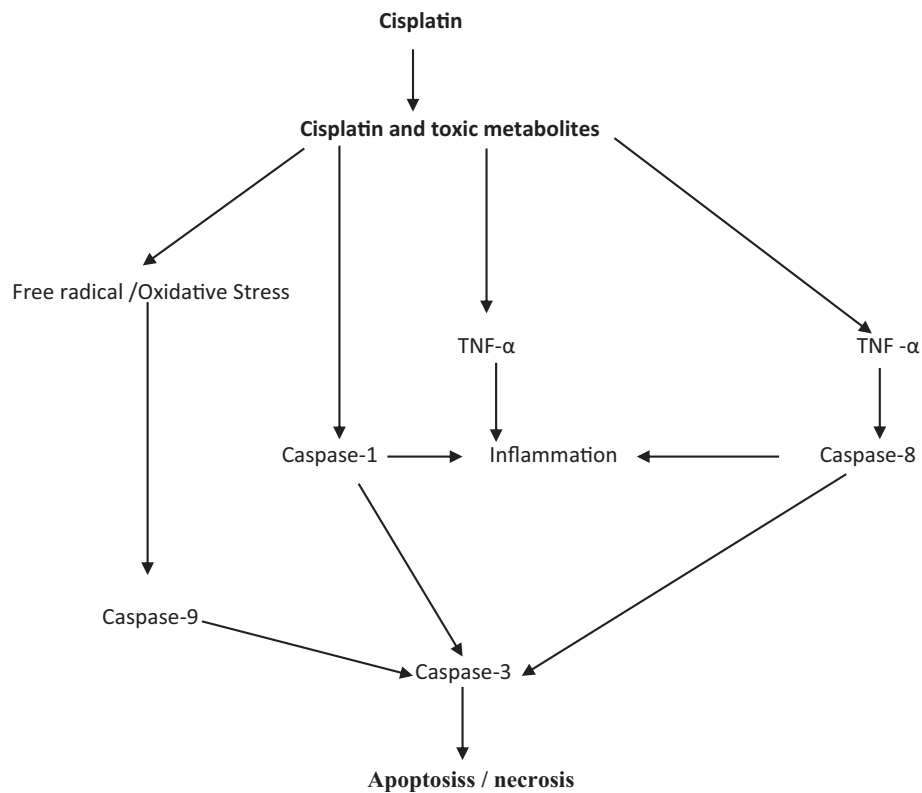 Cisplatin
Cisplatin and toxic metabolites
Free radical /Oxidative Stress
TNF-α
TNF -α
Caspase-1
Inflammation
Caspase-8
Caspase-9
Caspase-3
Apoptosiss / necrosis